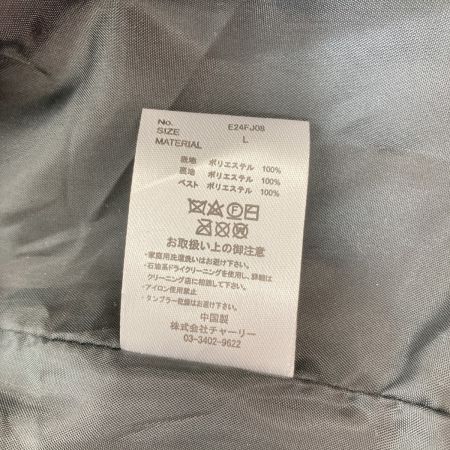 No. E24FJ08
SIZE L
MATERIAL
表地 ポリエステル 100%
裏地 ポリエステル 100%
ベスト ポリエステル 100%
お取扱い上の御注意
・家庭用洗濯洗いはお避け下さい。
・石油系ドライクリーニングを使用し、詳細は
クリーニング店に相談して下さい。
・アイロン使用禁止
・タンブラー乾燥はお避け下さい。
中国製
株式会社チャーリー
03-3402-9622